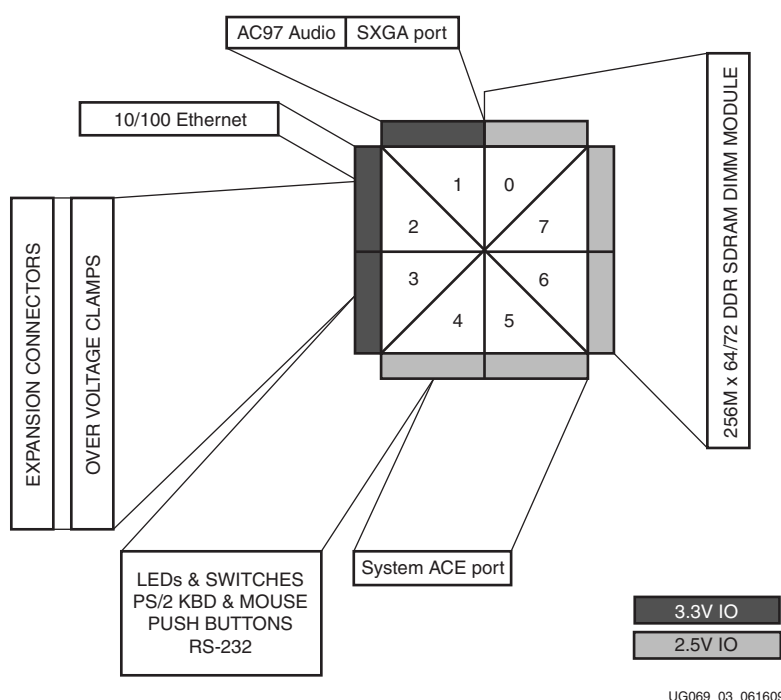 AC97 Audio
SXGA port
10/100 Ethernet
256M x 64/72 DDR SDRAM DIMM MODULE
EXPANSION CONNECTORS
OVER VOLTAGE CLAMPS
1
0
2
7
3
6
4
5
LEDs & SWITCHES
PS/2 KBD & MOUSE
PUSH BUTTONS
RS-232
System ACE port
3.3V IO
2.5V IO
UG069_03_061609